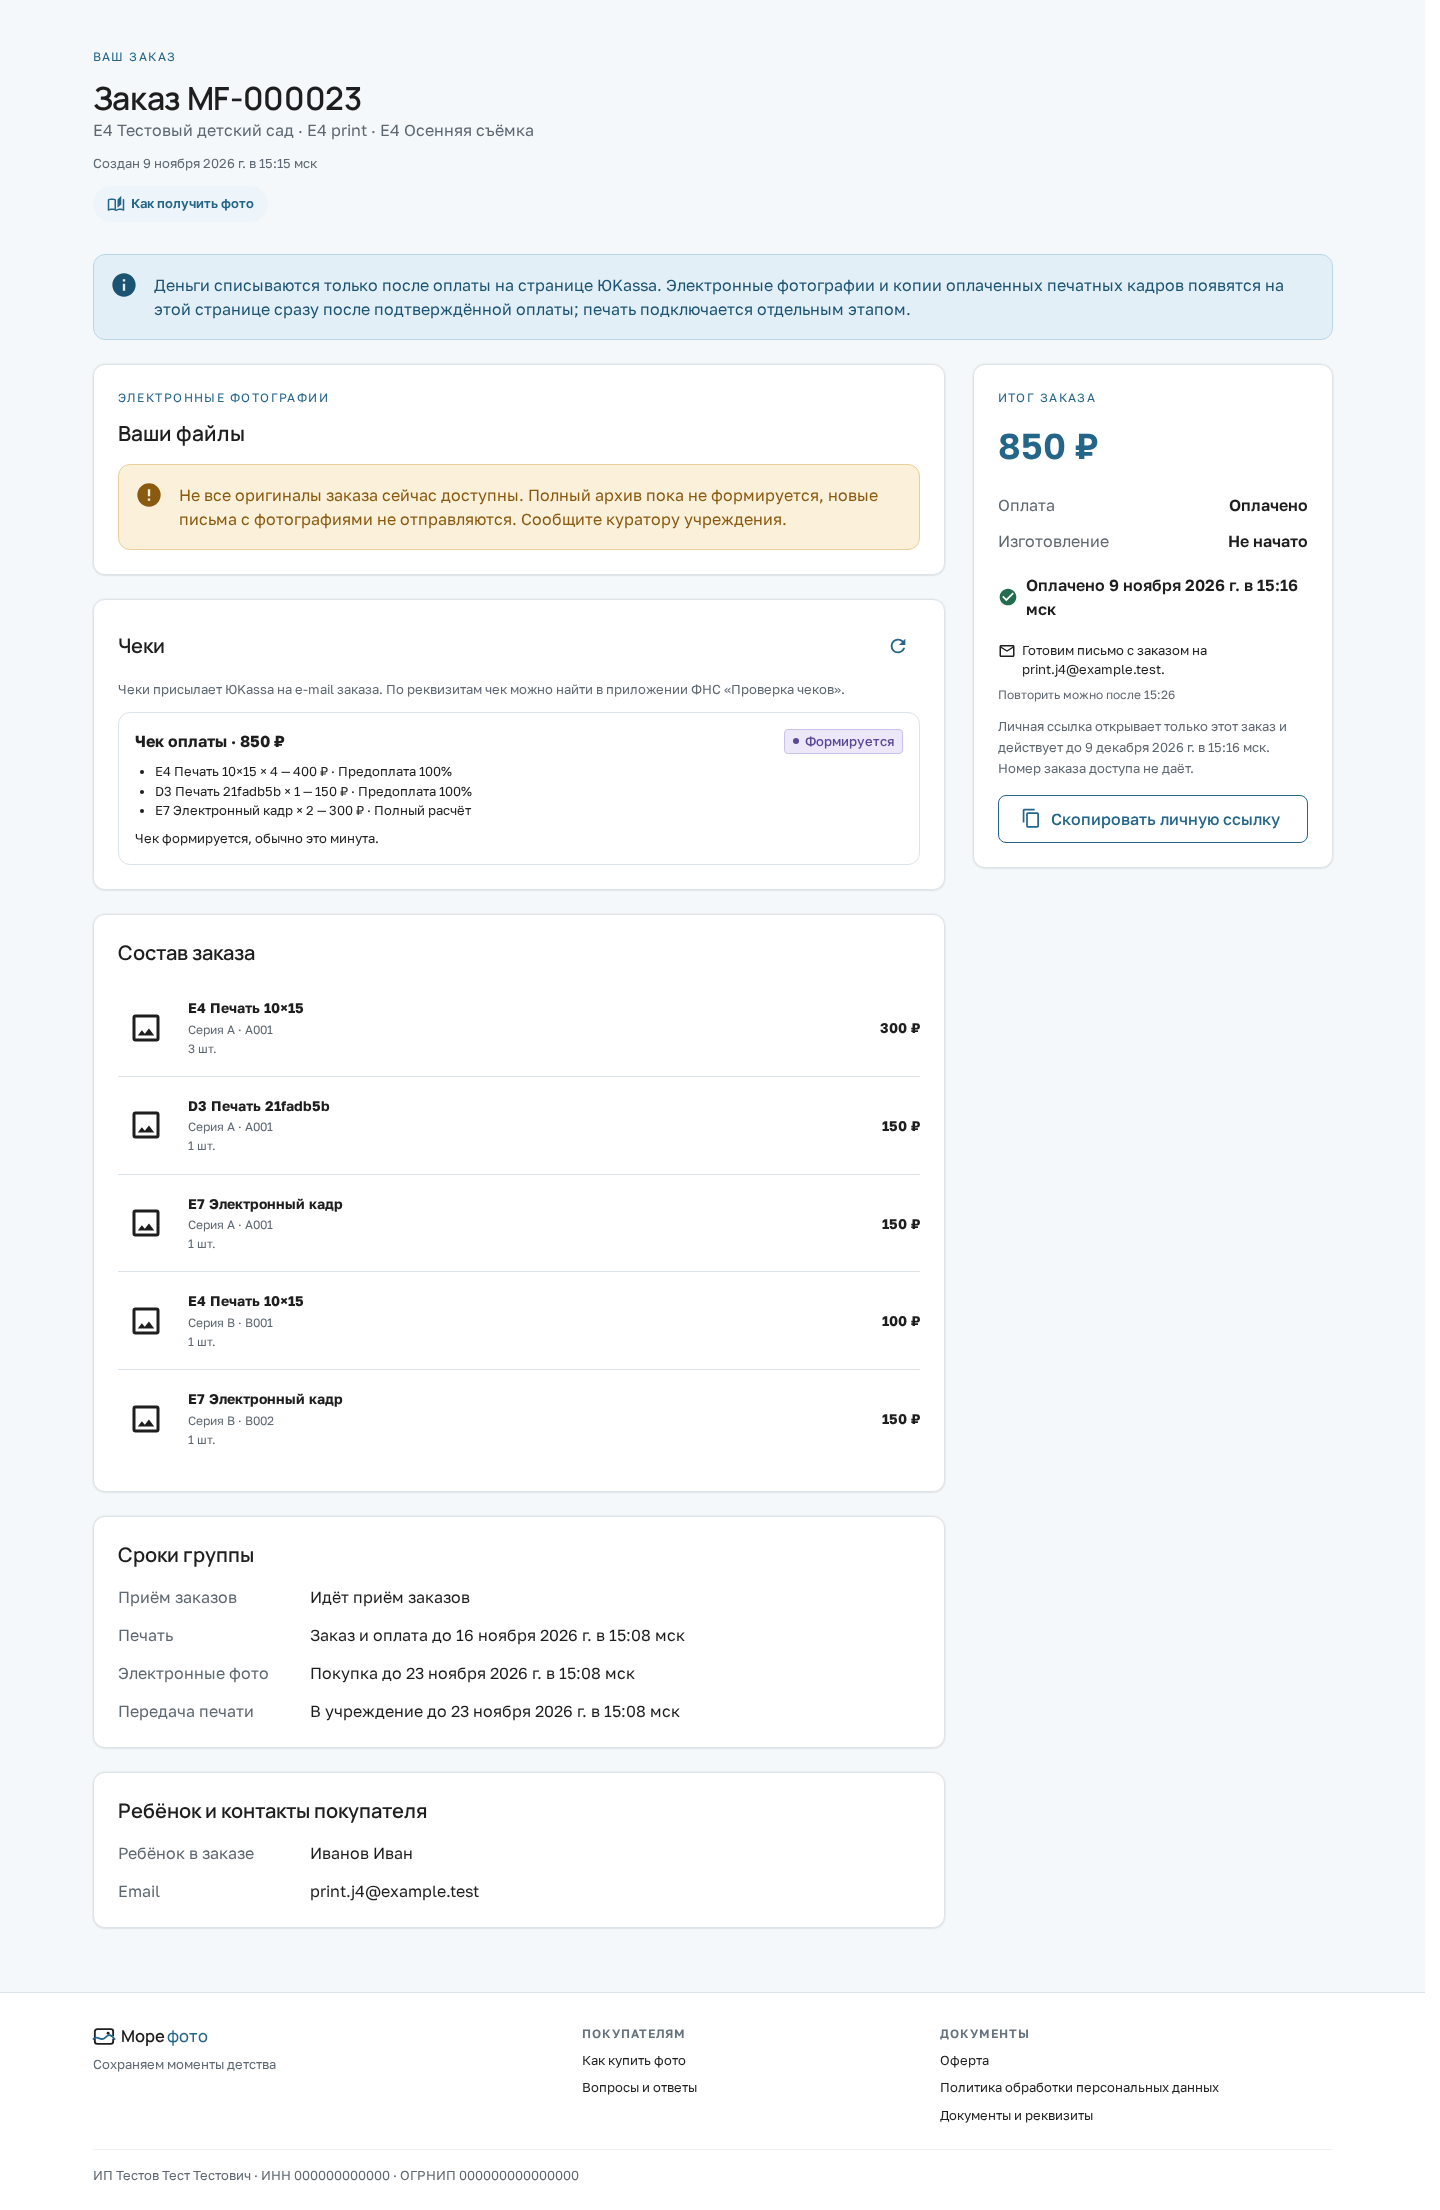 ВАШ ЗАКАЗ
Заказ MF-000023
E4 Тестовый детский сад · E4 print · E4 Осенняя съёмка
Создан 9 ноября 2026 г. в 15:15 мск
Как получить фото
Деньги списываются только после оплаты на странице ЮKassa. Электронные фотографии и копии оплаченных печатных кадров появятся на
этой странице сразу после подтверждённой оплаты; печать подключается отдельным этапом.
ЭЛЕКТРОННЫЕ ФОТОГРАФИИ
Ваши файлы
Не все оригиналы заказа сейчас доступны. Полный архив пока не формируется, новые
письма с фотографиями не отправляются. Сообщите куратору учреждения.
Чеки
Чеки присылает ЮKassa на e-mail заказа. По реквизитам чек можно найти в приложении ФНС «Проверка чеков».
Чек оплаты · 850 ₽
Формируется
E4 Печать 10×15 × 4 — 400 ₽ · Предоплата 100%
D3 Печать 21fadb5b × 1 — 150 ₽ · Предоплата 100%
E7 Электронный кадр × 2 — 300 ₽ · Полный расчёт
Чек формируется, обычно это минута.
ИТОГ ЗАКАЗА
850 ₽
Оплата Оплачено
Изготовление Не начато
Оплачено 9 ноября 2026 г. в 15:16
мск
Готовим письмо с заказом на
print.j4@example.test.
Повторить можно после 15:26
Личная ссылка открывает только этот заказ и
действует до 9 декабря 2026 г. в 15:16 мск.
Номер заказа доступа не даёт.
Скопировать личную ссылку
Состав заказа
E4 Печать 10×15
Серия A · A001
3 шт.
300 ₽
D3 Печать 21fadb5b
Серия A · A001
1 шт.
150 ₽
E7 Электронный кадр
Серия A · A001
1 шт.
150 ₽
E4 Печать 10×15
Серия B · B001
1 шт.
100 ₽
E7 Электронный кадр
Серия B · B002
1 шт.
150 ₽
Сроки группы
Приём заказов Идёт приём заказов
Печать Заказ и оплата до 16 ноября 2026 г. в 15:08 мск
Электронные фото Покупка до 23 ноября 2026 г. в 15:08 мск
Передача печати В учреждение до 23 ноября 2026 г. в 15:08 мск
Ребёнок и контакты покупателя
Ребёнок в заказе Иванов Иван
Email print.j4@example.test
Море фото
Сохраняем моменты детства
ПОКУПАТЕЛЯМ
Как купить фото
Вопросы и ответы
ДОКУМЕНТЫ
Оферта
Политика обработки персональных данных
Документы и реквизиты
ИП Тестов Тест Тестович · ИНН 000000000000 · ОГРНИП 000000000000000